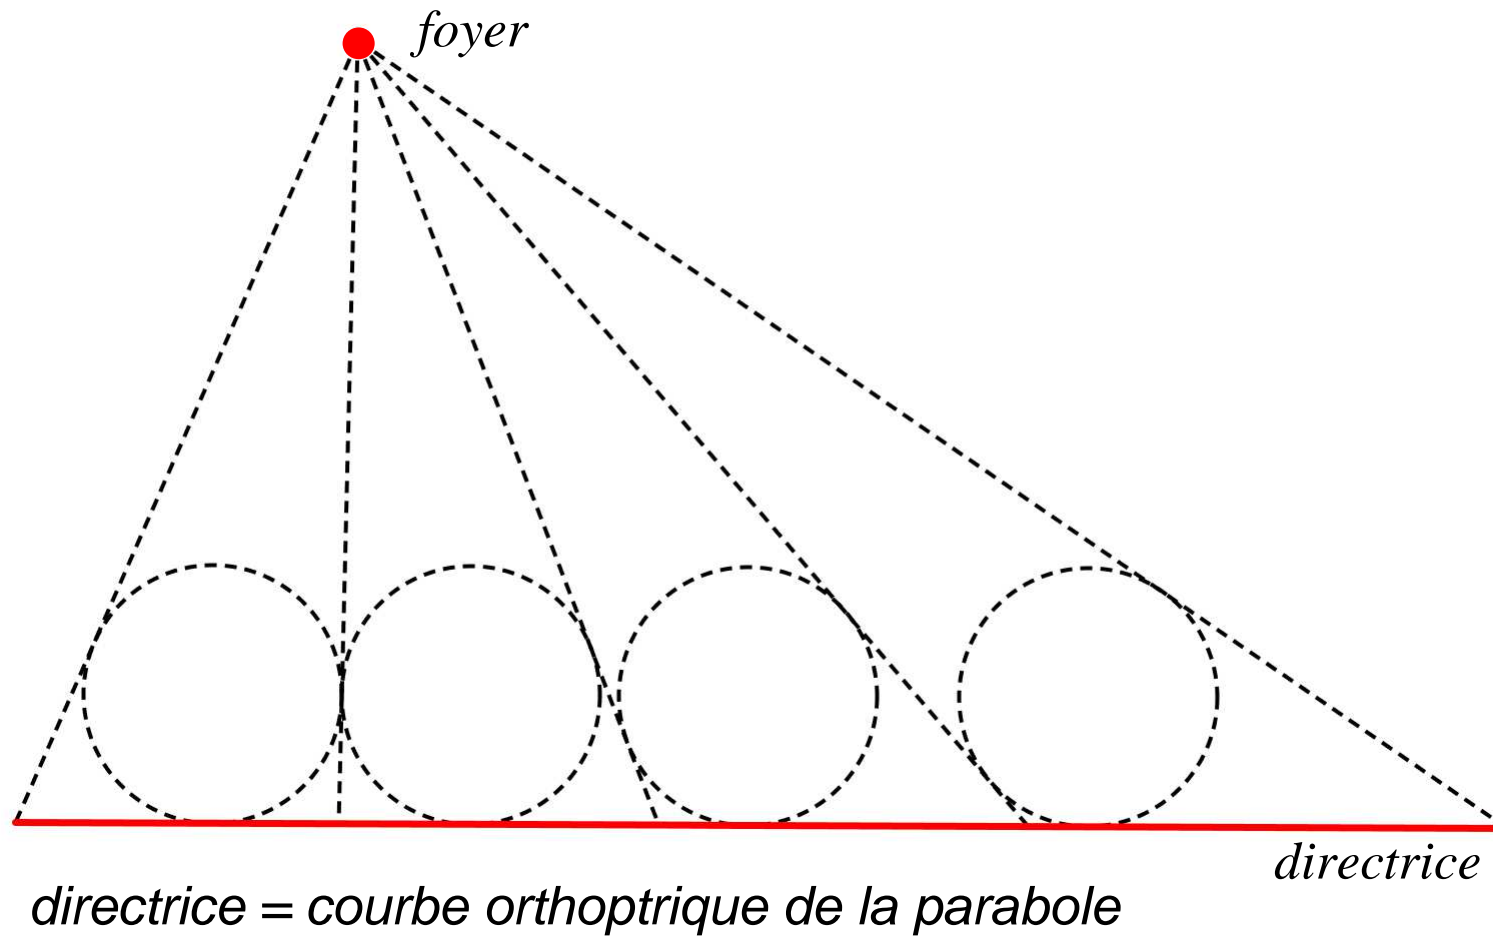 foyer
directrice
directrice = courbe orthoptrique de la parabole